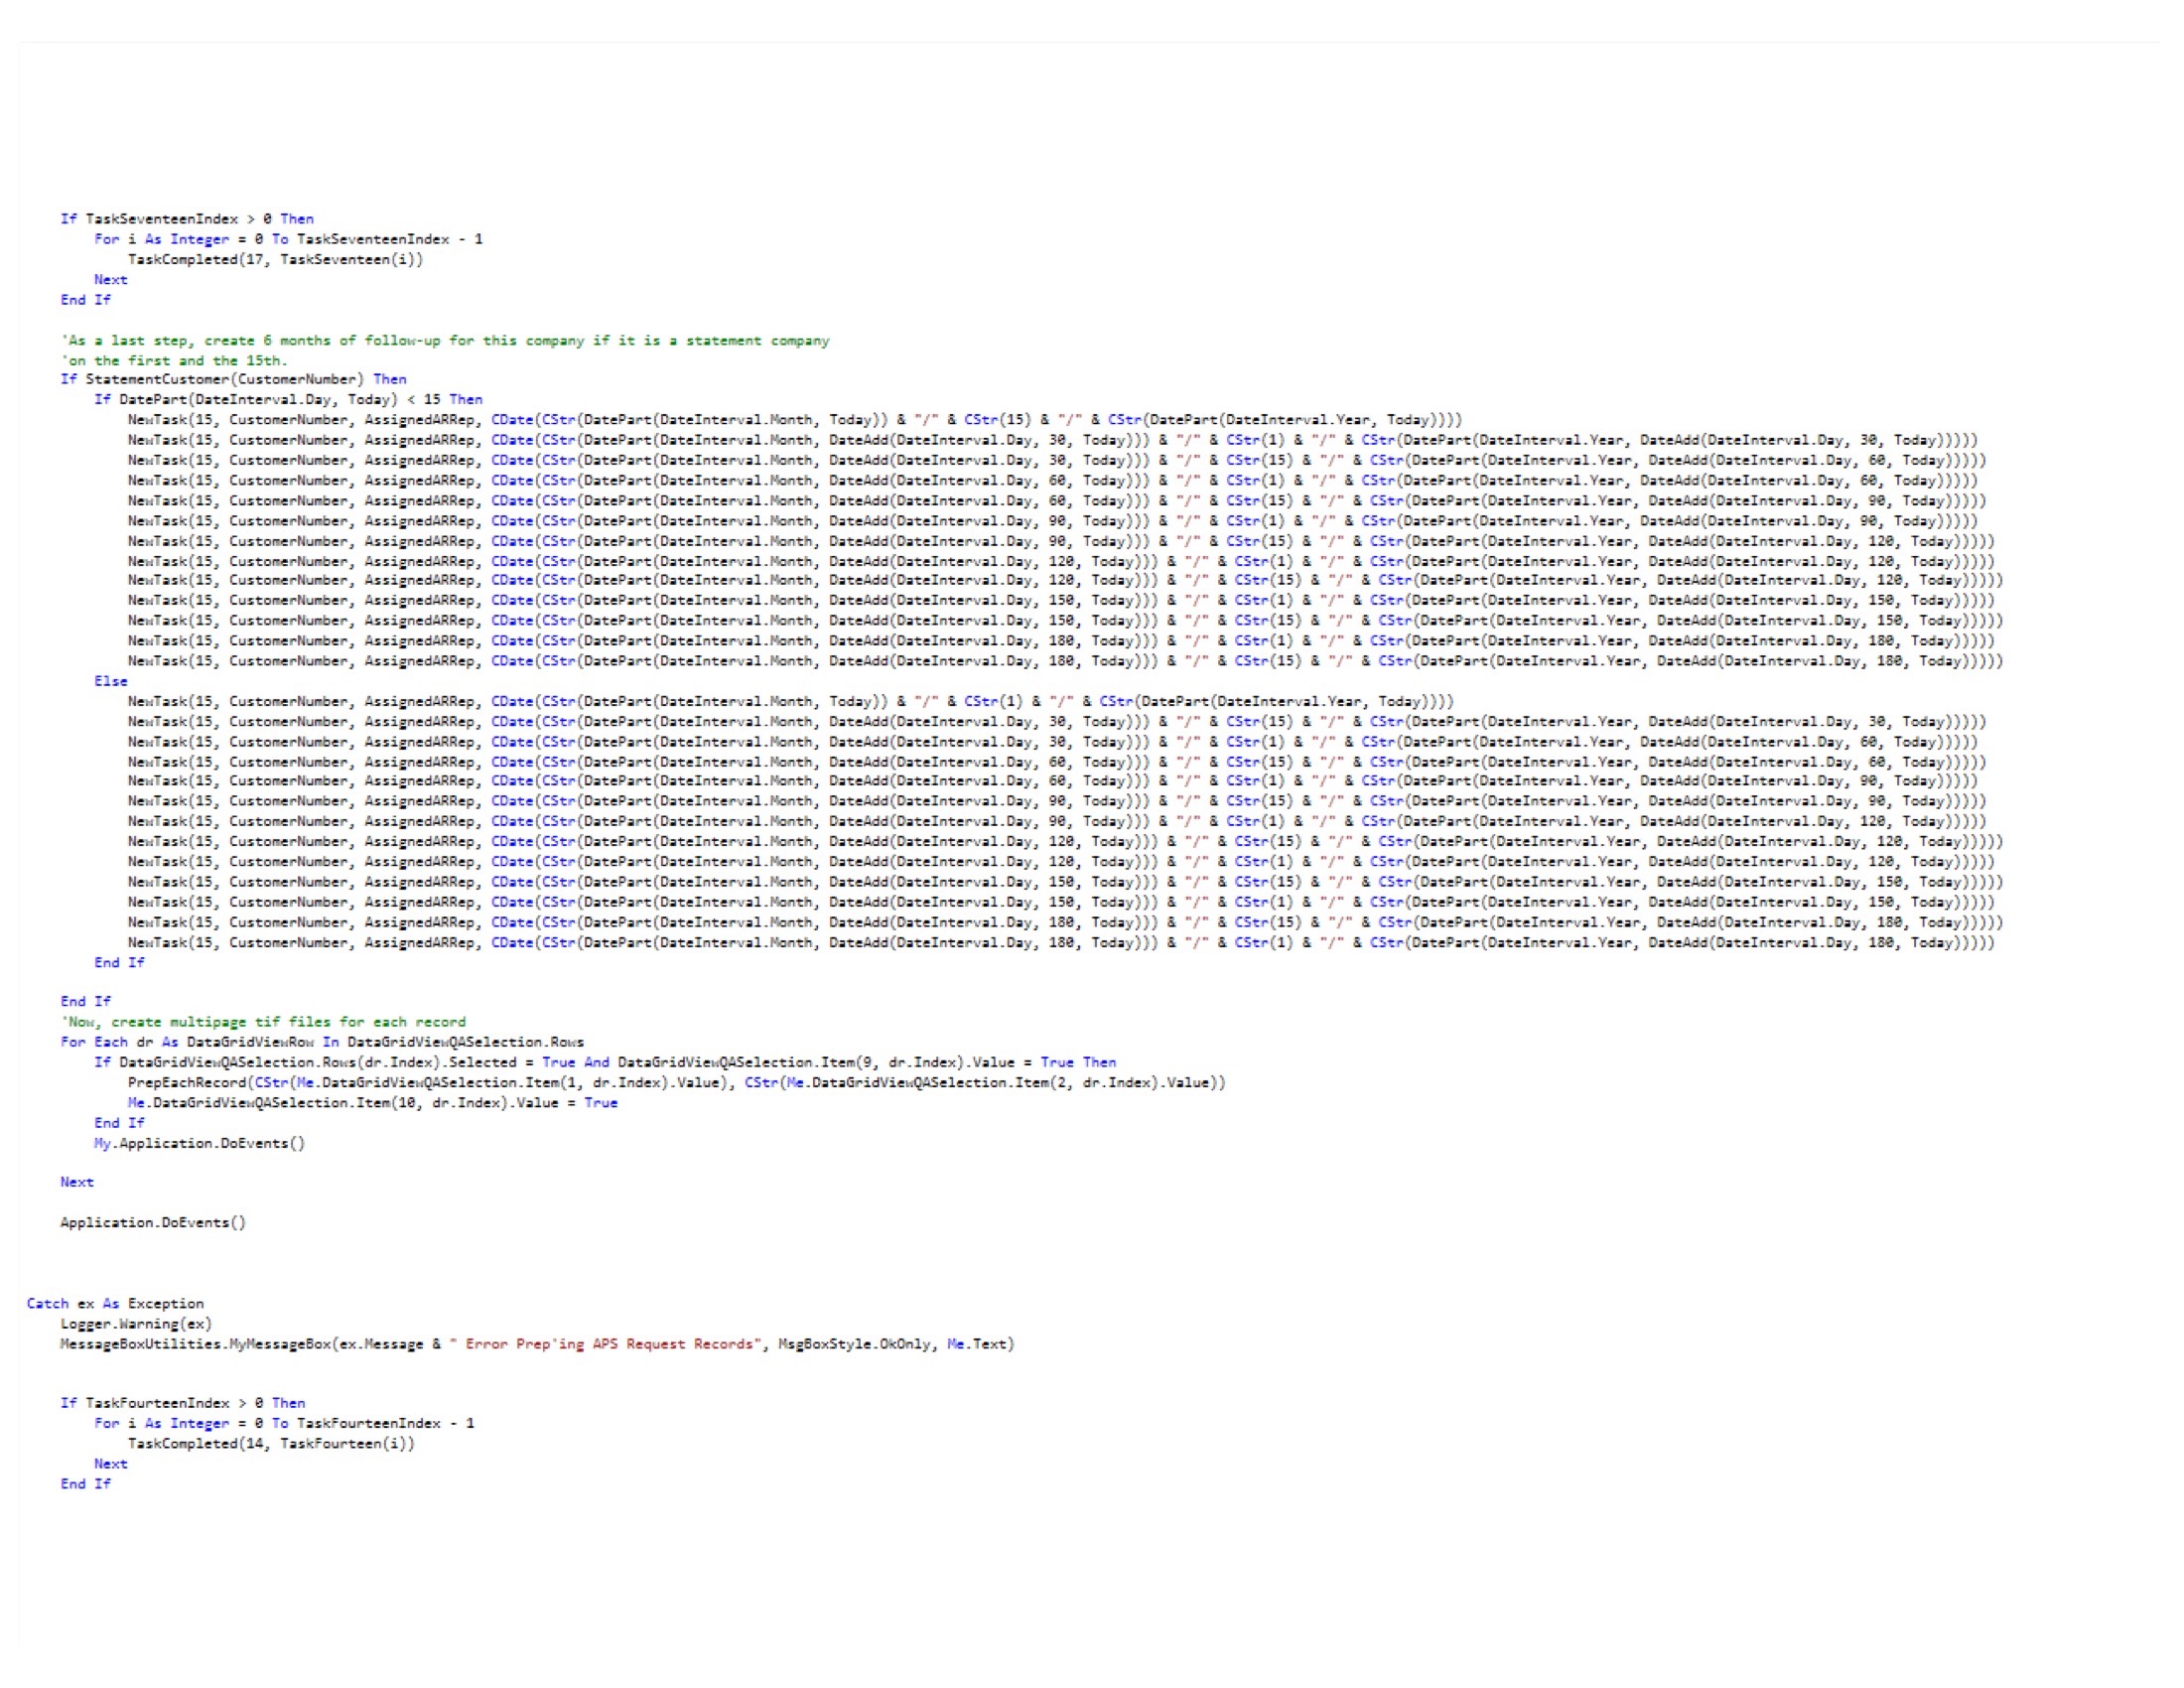 If TaskSeventeenIndex > 0 Then
For i As Integer = 0 To TaskSeventeenIndex - 1
TaskCompleted(17, TaskSeventeen(i))
Next
End If
'As a last step, create 6 months of follow-up for this company if it is a statement company
'on the first and the 15th.
If StatementCustomer(CustomerNumber) Then
If DatePart(DateInterval.Day, Today) < 15 Then
NewTask(15, CustomerNumber, AssignedARRep, CDate(CStr(DatePart(DateInterval.Month, Today)) & "/" & CStr(15) & "/" & CStr(DatePart(DateInterval.Year, Today))))
NewTask(15, CustomerNumber, AssignedARRep, CDate(CStr(DatePart(DateInterval.Month, DateAdd(DateInterval.Day, 30, Today))) & "/" & CStr(1) & "/" & CStr(DatePart(DateInterval.Year, DateAdd(DateInterval.Day, 30, Today)))))
NewTask(15, CustomerNumber, AssignedARRep, CDate(CStr(DatePart(DateInterval.Month, DateAdd(DateInterval.Day, 30, Today))) & "/" & CStr(15) & "/" & CStr(DatePart(DateInterval.Year, DateAdd(DateInterval.Day, 60, Today)))))
NewTask(15, CustomerNumber, AssignedARRep, CDate(CStr(DatePart(DateInterval.Month, DateAdd(DateInterval.Day, 60, Today))) & "/" & CStr(1) & "/" & CStr(DatePart(DateInterval.Year, DateAdd(DateInterval.Day, 60, Today)))))
NewTask(15, CustomerNumber, AssignedARRep, CDate(CStr(DatePart(DateInterval.Month, DateAdd(DateInterval.Day, 60, Today))) & "/" & CStr(15) & "/" & CStr(DatePart(DateInterval.Year, DateAdd(DateInterval.Day, 90, Today)))))
NewTask(15, CustomerNumber, AssignedARRep, CDate(CStr(DatePart(DateInterval.Month, DateAdd(DateInterval.Day, 90, Today))) & "/" & CStr(1) & "/" & CStr(DatePart(DateInterval.Year, DateAdd(DateInterval.Day, 90, Today)))))
NewTask(15, CustomerNumber, AssignedARRep, CDate(CStr(DatePart(DateInterval.Month, DateAdd(DateInterval.Day, 90, Today))) & "/" & CStr(15) & "/" & CStr(DatePart(DateInterval.Year, DateAdd(DateInterval.Day, 120, Today)))))
NewTask(15, CustomerNumber, AssignedARRep, CDate(CStr(DatePart(DateInterval.Month, DateAdd(DateInterval.Day, 120, Today))) & "/" & CStr(1) & "/" & CStr(DatePart(DateInterval.Year, DateAdd(DateInterval.Day, 120, Today)))))
NewTask(15, CustomerNumber, AssignedARRep, CDate(CStr(DatePart(DateInterval.Month, DateAdd(DateInterval.Day, 120, Today))) & "/" & CStr(15) & "/" & CStr(DatePart(DateInterval.Year, DateAdd(DateInterval.Day, 120, Today)))))
NewTask(15, CustomerNumber, AssignedARRep, CDate(CStr(DatePart(DateInterval.Month, DateAdd(DateInterval.Day, 150, Today))) & "/" & CStr(1) & "/" & CStr(DatePart(DateInterval.Year, DateAdd(DateInterval.Day, 150, Today)))))
NewTask(15, CustomerNumber, AssignedARRep, CDate(CStr(DatePart(DateInterval.Month, DateAdd(DateInterval.Day, 150, Today))) & "/" & CStr(15) & "/" & CStr(DatePart(DateInterval.Year, DateAdd(DateInterval.Day, 150, Today)))))
NewTask(15, CustomerNumber, AssignedARRep, CDate(CStr(DatePart(DateInterval.Month, DateAdd(DateInterval.Day, 180, Today))) & "/" & CStr(1) & "/" & CStr(DatePart(DateInterval.Year, DateAdd(DateInterval.Day, 180, Today)))))
NewTask(15, CustomerNumber, AssignedARRep, CDate(CStr(DatePart(DateInterval.Month, DateAdd(DateInterval.Day, 180, Today))) & "/" & CStr(15) & "/" & CStr(DatePart(DateInterval.Year, DateAdd(DateInterval.Day, 180, Today)))))
Else
NewTask(15, CustomerNumber, AssignedARRep, CDate(CStr(DatePart(DateInterval.Month, Today)) & "/" & CStr(1) & "/" & CStr(DatePart(DateInterval.Year, Today))))
NewTask(15, CustomerNumber, AssignedARRep, CDate(CStr(DatePart(DateInterval.Month, DateAdd(DateInterval.Day, 30, Today))) & "/" & CStr(15) & "/" & CStr(DatePart(DateInterval.Year, DateAdd(DateInterval.Day, 30, Today)))))
NewTask(15, CustomerNumber, AssignedARRep, CDate(CStr(DatePart(DateInterval.Month, DateAdd(DateInterval.Day, 30, Today))) & "/" & CStr(1) & "/" & CStr(DatePart(DateInterval.Year, DateAdd(DateInterval.Day, 60, Today)))))
NewTask(15, CustomerNumber, AssignedARRep, CDate(CStr(DatePart(DateInterval.Month, DateAdd(DateInterval.Day, 60, Today))) & "/" & CStr(15) & "/" & CStr(DatePart(DateInterval.Year, DateAdd(DateInterval.Day, 60, Today)))))
NewTask(15, CustomerNumber, AssignedARRep, CDate(CStr(DatePart(DateInterval.Month, DateAdd(DateInterval.Day, 60, Today))) & "/" & CStr(1) & "/" & CStr(DatePart(DateInterval.Year, DateAdd(DateInterval.Day, 90, Today)))))
NewTask(15, CustomerNumber, AssignedARRep, CDate(CStr(DatePart(DateInterval.Month, DateAdd(DateInterval.Day, 90, Today))) & "/" & CStr(15) & "/" & CStr(DatePart(DateInterval.Year, DateAdd(DateInterval.Day, 90, Today)))))
NewTask(15, CustomerNumber, AssignedARRep, CDate(CStr(DatePart(DateInterval.Month, DateAdd(DateInterval.Day, 90, Today))) & "/" & CStr(1) & "/" & CStr(DatePart(DateInterval.Year, DateAdd(DateInterval.Day, 120, Today)))))
NewTask(15, CustomerNumber, AssignedARRep, CDate(CStr(DatePart(DateInterval.Month, DateAdd(DateInterval.Day, 120, Today))) & "/" & CStr(15) & "/" & CStr(DatePart(DateInterval.Year, DateAdd(DateInterval.Day, 120, Today)))))
NewTask(15, CustomerNumber, AssignedARRep, CDate(CStr(DatePart(DateInterval.Month, DateAdd(DateInterval.Day, 120, Today))) & "/" & CStr(1) & "/" & CStr(DatePart(DateInterval.Year, DateAdd(DateInterval.Day, 120, Today)))))
NewTask(15, CustomerNumber, AssignedARRep, CDate(CStr(DatePart(DateInterval.Month, DateAdd(DateInterval.Day, 150, Today))) & "/" & CStr(15) & "/" & CStr(DatePart(DateInterval.Year, DateAdd(DateInterval.Day, 150, Today)))))
NewTask(15, CustomerNumber, AssignedARRep, CDate(CStr(DatePart(DateInterval.Month, DateAdd(DateInterval.Day, 150, Today))) & "/" & CStr(1) & "/" & CStr(DatePart(DateInterval.Year, DateAdd(DateInterval.Day, 150, Today)))))
NewTask(15, CustomerNumber, AssignedARRep, CDate(CStr(DatePart(DateInterval.Month, DateAdd(DateInterval.Day, 180, Today))) & "/" & CStr(15) & "/" & CStr(DatePart(DateInterval.Year, DateAdd(DateInterval.Day, 180, Today)))))
NewTask(15, CustomerNumber, AssignedARRep, CDate(CStr(DatePart(DateInterval.Month, DateAdd(DateInterval.Day, 180, Today))) & "/" & CStr(1) & "/" & CStr(DatePart(DateInterval.Year, DateAdd(DateInterval.Day, 180, Today)))))
End If
End If
'Now, create multipage tif files for each record
For Each dr As DataGridViewRow In DataGridViewQASelection.Rows
If DataGridViewQASelection.Rows(dr.Index).Selected = True And DataGridViewQASelection.Item(9, dr.Index).Value = True Then
PrepEachRecord(CStr(Me.DataGridViewQASelection.Item(1, dr.Index).Value), CStr(Me.DataGridViewQASelection.Item(2, dr.Index).Value))
Me.DataGridViewQASelection.Item(10, dr.Index).Value = True
End If
My.Application.DoEvents()
Next
Application.DoEvents()
Catch ex As Exception
Logger.Warning(ex)
MessageBoxUtilities.MyMessageBox(ex.Message & " Error Prep'ing APS Request Records", MsgBoxStyle.OkOnly, Me.Text)
If TaskFourteenIndex > 0 Then
For i As Integer = 0 To TaskFourteenIndex - 1
TaskCompleted(14, TaskFourteen(i))
Next
End If